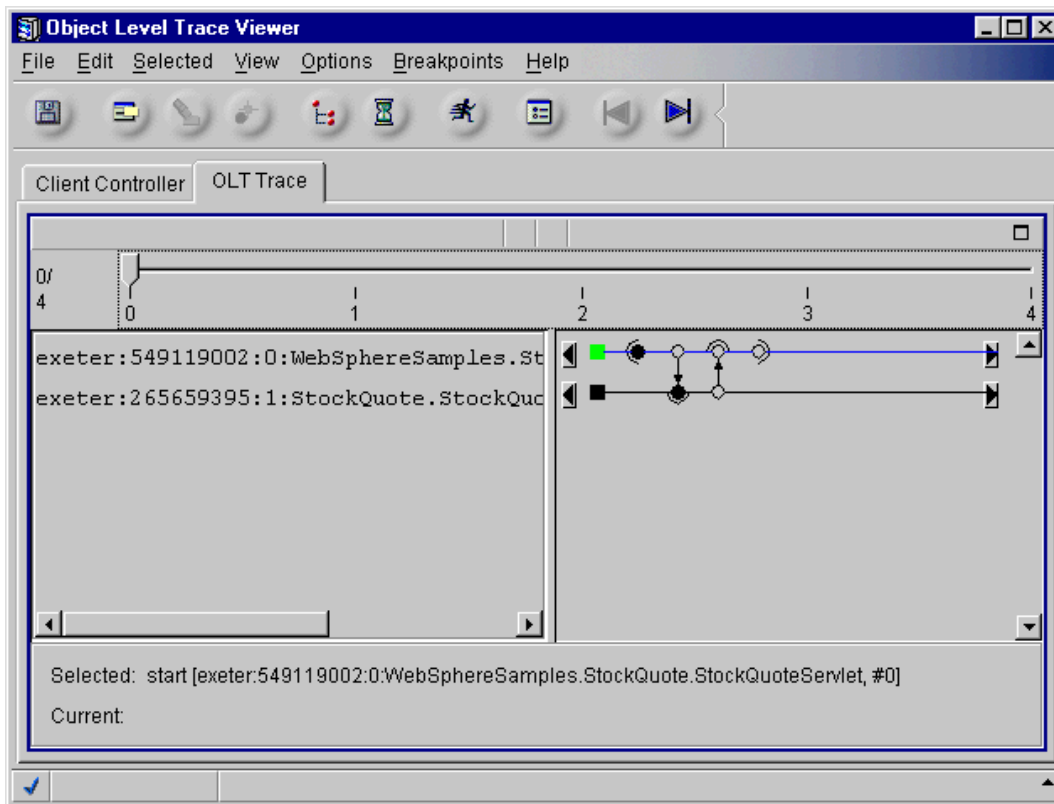 Object Level Trace Viewer
File Edit Selected View Options Breakpoints Help
Client Controller OLT Trace
0/
4
0 1 2 3 4
exeter:549119002:0:WebSphereSamples.St
exeter:265659395:1:StockQuote.StockQuo
Selected: start [exeter:549119002:0:WebSphereSamples.StockQuote.StockQuoteServlet, #0]
Current: